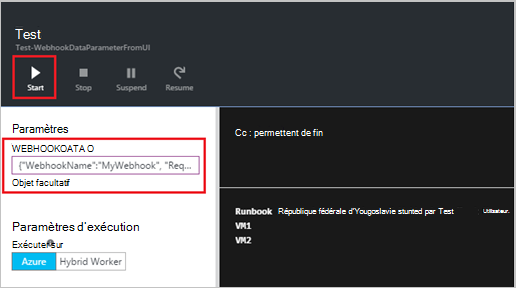 Test
Test-WebhookDataParameterFromUI
Start
Stop
Suspend
Resume
Paramètres
WEBHOOKOATA O
{"WebhookName":"MyWebhook", "Req...
Objet facultatif
Paramètres d'exécution
Exécuter sur
Azure
Hybrid Worker
Cc : permettent de fin
Runbook République fédérale d'Yougoslavie stunted par Test : Utilisateur.
VM1
VM2